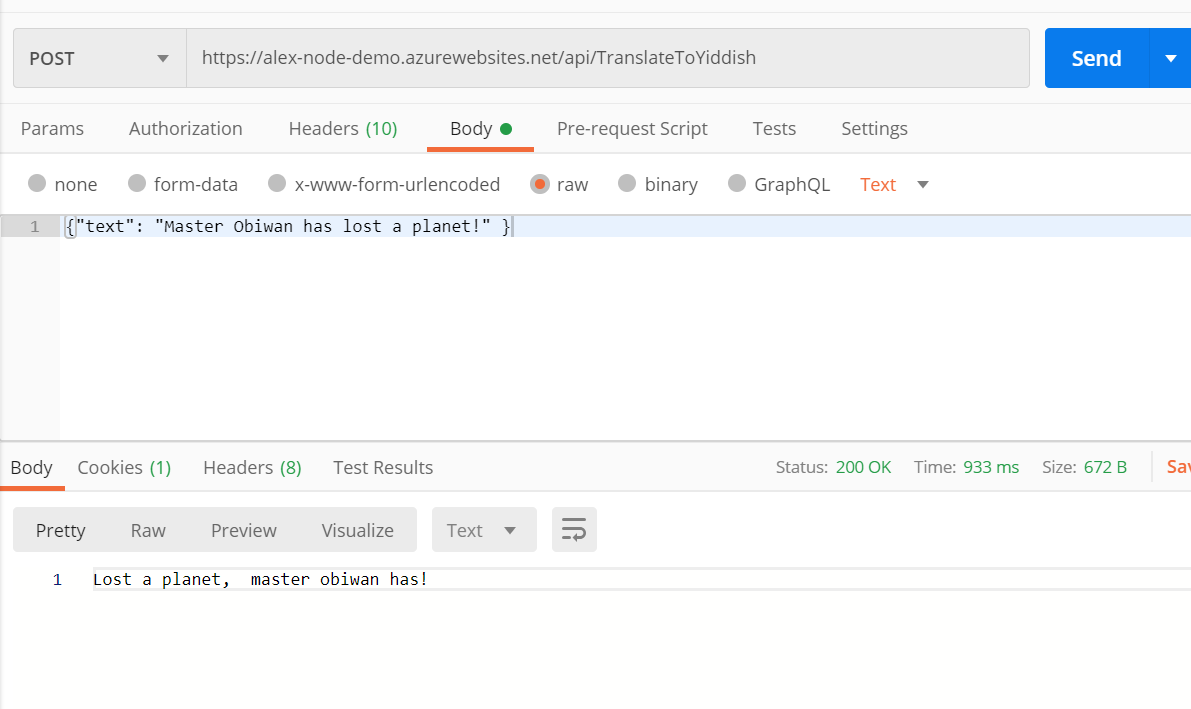 POST https://alex-node-demo.azurewebsites.net/api/TranslateToYiddish Send
Params Authorization Headers (10) Body Pre-request Script Tests Settings
none form-data x-www-form-urlencoded raw binary GraphQL Text
1 {"text": "Master Obiwan has lost a planet!" }
Body Cookies (1) Headers (8) Test Results Status: 200 OK Time: 933 ms Size: 672 B
Pretty Raw Preview Visualize Text
1 Lost a planet,  master obiwan has!